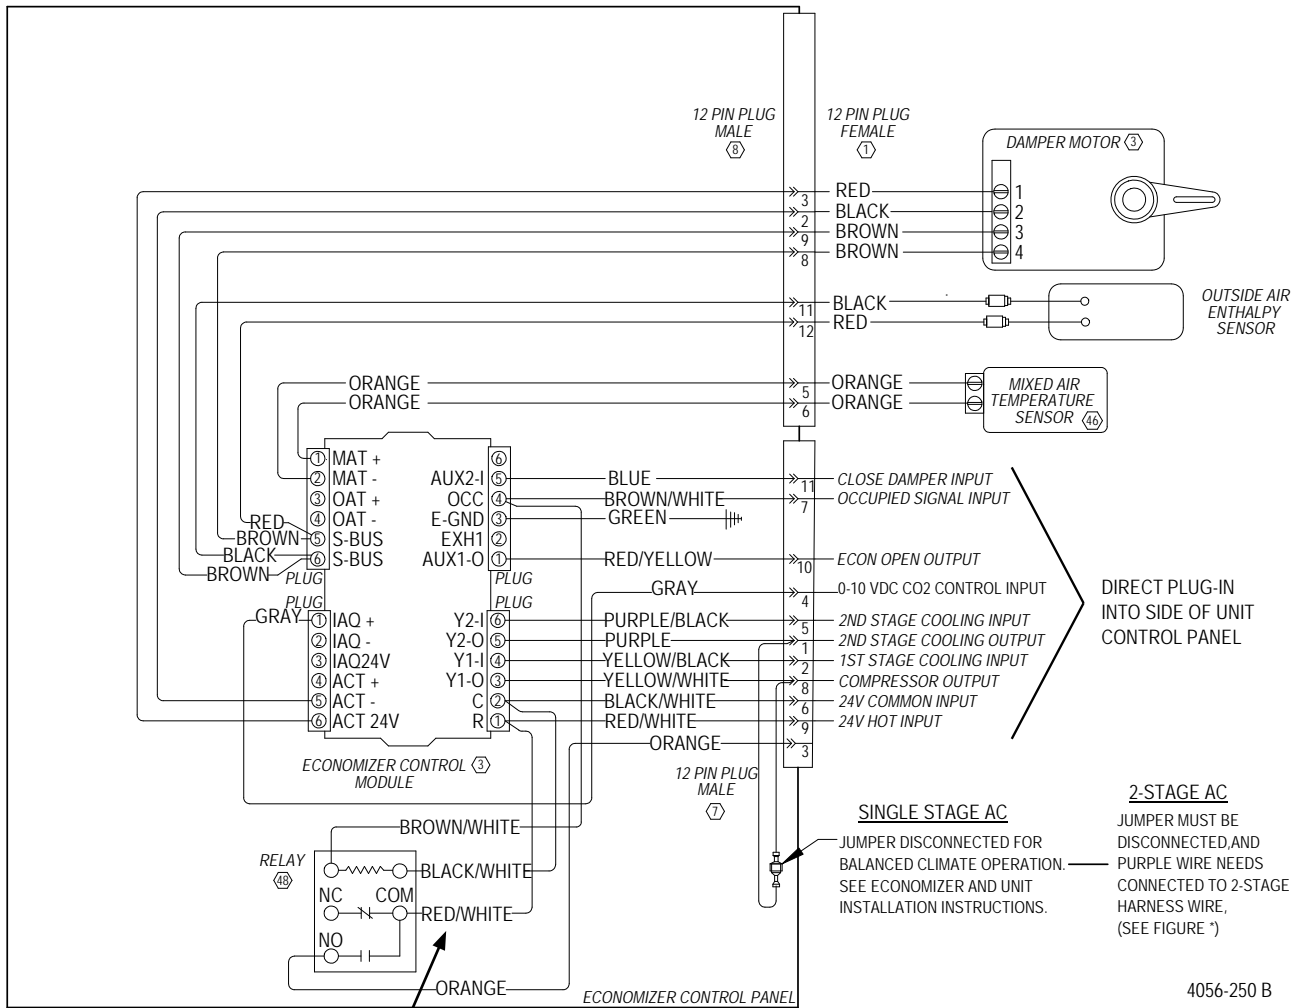 12 PIN PLUG
MALE
8
12 PIN PLUG
FEMALE
1
DAMPER MOTOR 3
3 RED 1
2 BLACK 2
9 BROWN 3
8 BROWN 4
11 BLACK
12 RED
OUTSIDE AIR
ENTHALPY
SENSOR
ORANGE 5 ORANGE
ORANGE 6 ORANGE
MIXED AIR
TEMPERATURE
SENSOR 46
1 MAT +
2 MAT -
3 OAT +
4 OAT -
RED
BROWN 5 S-BUS
BLACK
BROWN 6 S-BUS
PLUG
6
AUX2-I 5 BLUE 11 CLOSE DAMPER INPUT
OCC 4 BROWN/WHITE 7 OCCUPIED SIGNAL INPUT
E-GND 3 GREEN
EXH1 2
AUX1-O 1 RED/YELLOW 10 ECON OPEN OUTPUT
PLUG
GRAY 4 0-10 VDC CO2 CONTROL INPUT
PLUG
PLUG
GRAY 1 IAQ +
2 IAQ -
3 IAQ24V
4 ACT +
5 ACT -
6 ACT 24V
Y2-I 6 PURPLE/BLACK 5 2ND STAGE COOLING INPUT
Y2-O 5 PURPLE 1 2ND STAGE COOLING OUTPUT
Y1-I 4 YELLOW/BLACK 2 1ST STAGE COOLING INPUT
Y1-O 3 YELLOW/WHITE 8 COMPRESSOR OUTPUT
C 2 BLACK/WHITE 6 24V COMMON INPUT
R 1 RED/WHITE 9 24V HOT INPUT
ORANGE 3
DIRECT PLUG-IN
INTO SIDE OF UNIT
CONTROL PANEL
ECONOMIZER CONTROL 3
MODULE
12 PIN PLUG
MALE
7
BROWN/WHITE
RELAY
48
BLACK/WHITE
NC COM
RED/WHITE
NO
ORANGE
SINGLE STAGE AC
JUMPER DISCONNECTED FOR
BALANCED CLIMATE OPERATION.
SEE ECONOMIZER AND UNIT
INSTALLATION INSTRUCTIONS.
2-STAGE AC
JUMPER MUST BE
DISCONNECTED,AND
PURPLE WIRE NEEDS
CONNECTED TO 2-STAGE
HARNESS WIRE,
(SEE FIGURE *)
ECONOMIZER CONTROL PANEL
4056-250 B